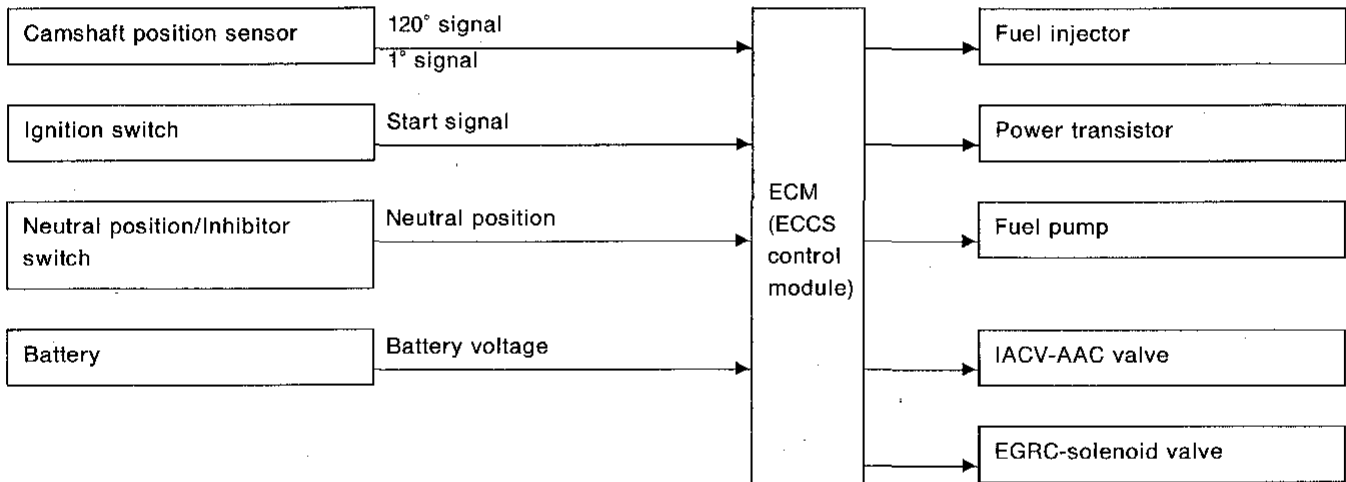 Camshaft position sensor
120° signal
1° signal
Ignition switch
Start signal
Neutral position/Inhibitor
switch
Neutral position
Battery
Battery voltage
ECM
(ECCS
control
module)
Fuel injector
Power transistor
Fuel pump
IACV-AAC valve
EGRC-solenoid valve